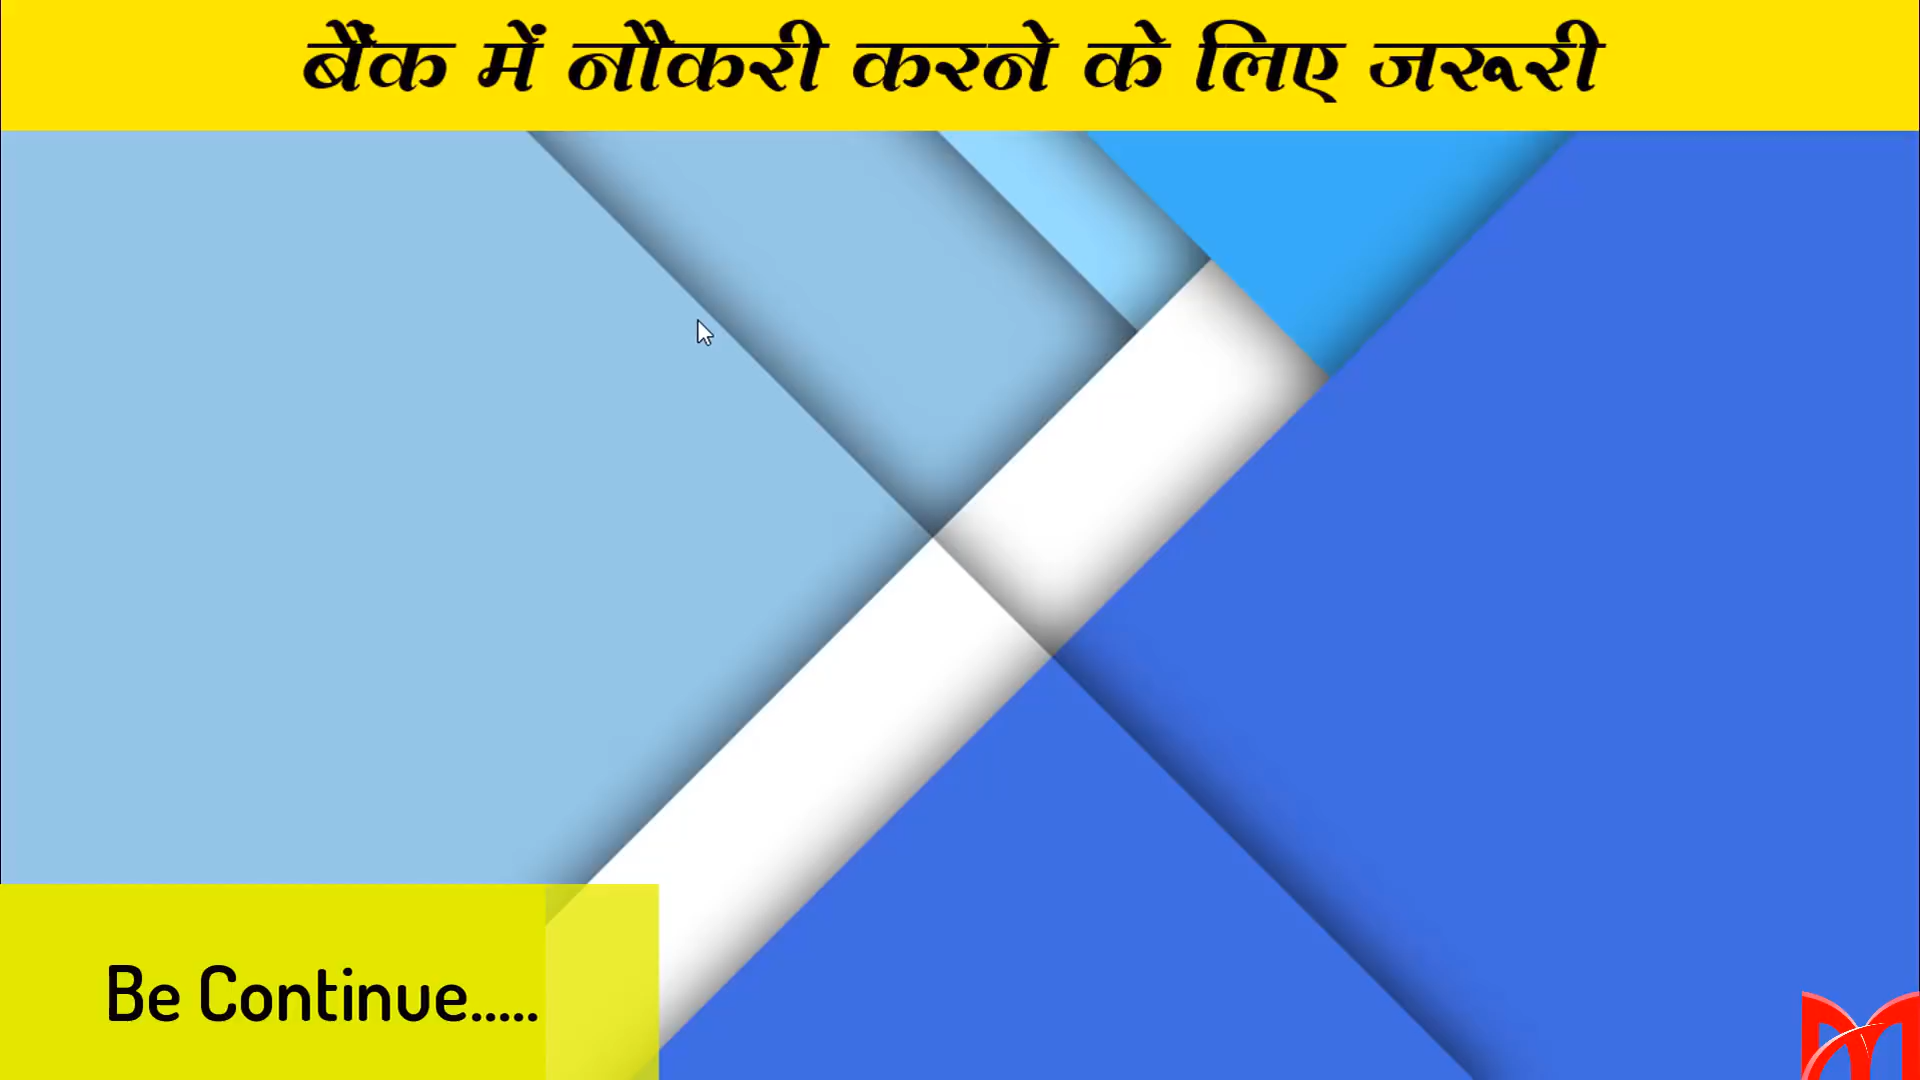 बैंक में नौकरी करने के लिए जरूरी
Be Continue.....